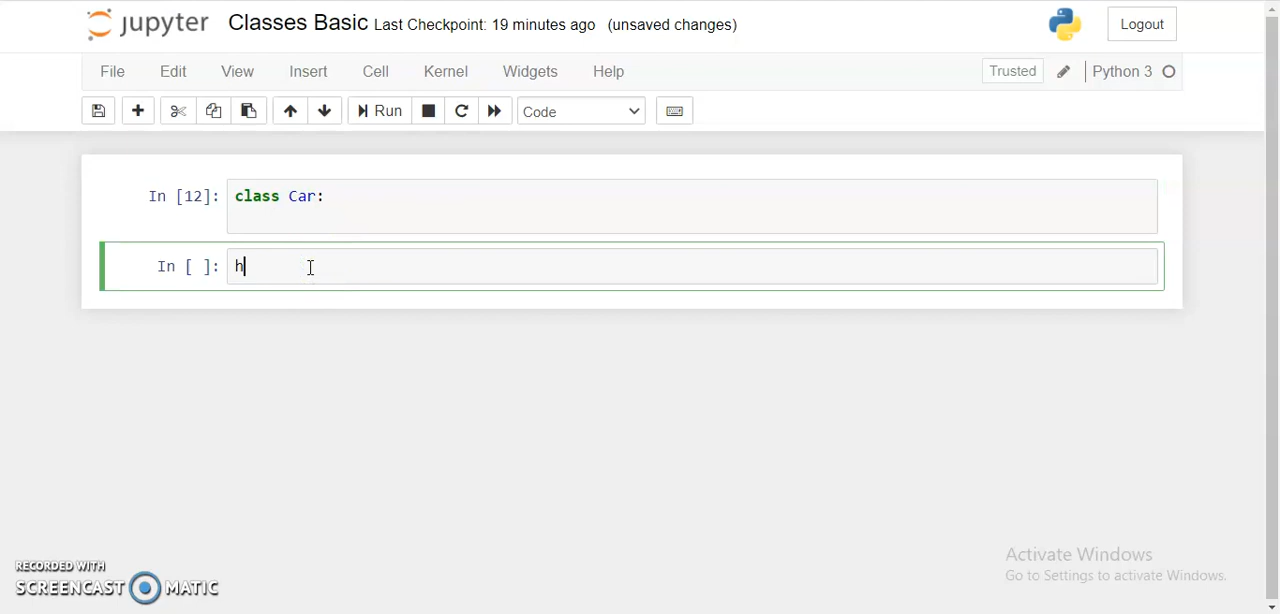 jupyter Classes Basic Last Checkpoint: 19 minutes ago (unsaved changes) Logout
File Edit View Insert Cell Kernel Widgets Help Trusted Python 3
Run Code
In [12]: class Car:
In [ ]: h
RECORDED WITH
SCREENCAST MATIC
Activate Windows
Go to Settings to activate Windows.